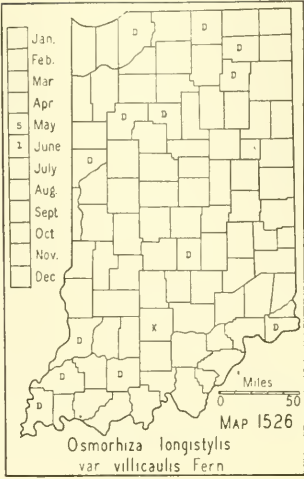 Jan.
Feb.
Mar
Apr
5 May
1 June
July
Aug.
Sept
Oct
Nov.
Dec
D
D
D
D
D
D
D
D
D
X
D
D
D
D
Miles
0 50
MAP 1526
Osmorhiza longistylis
var villicaulis Fern